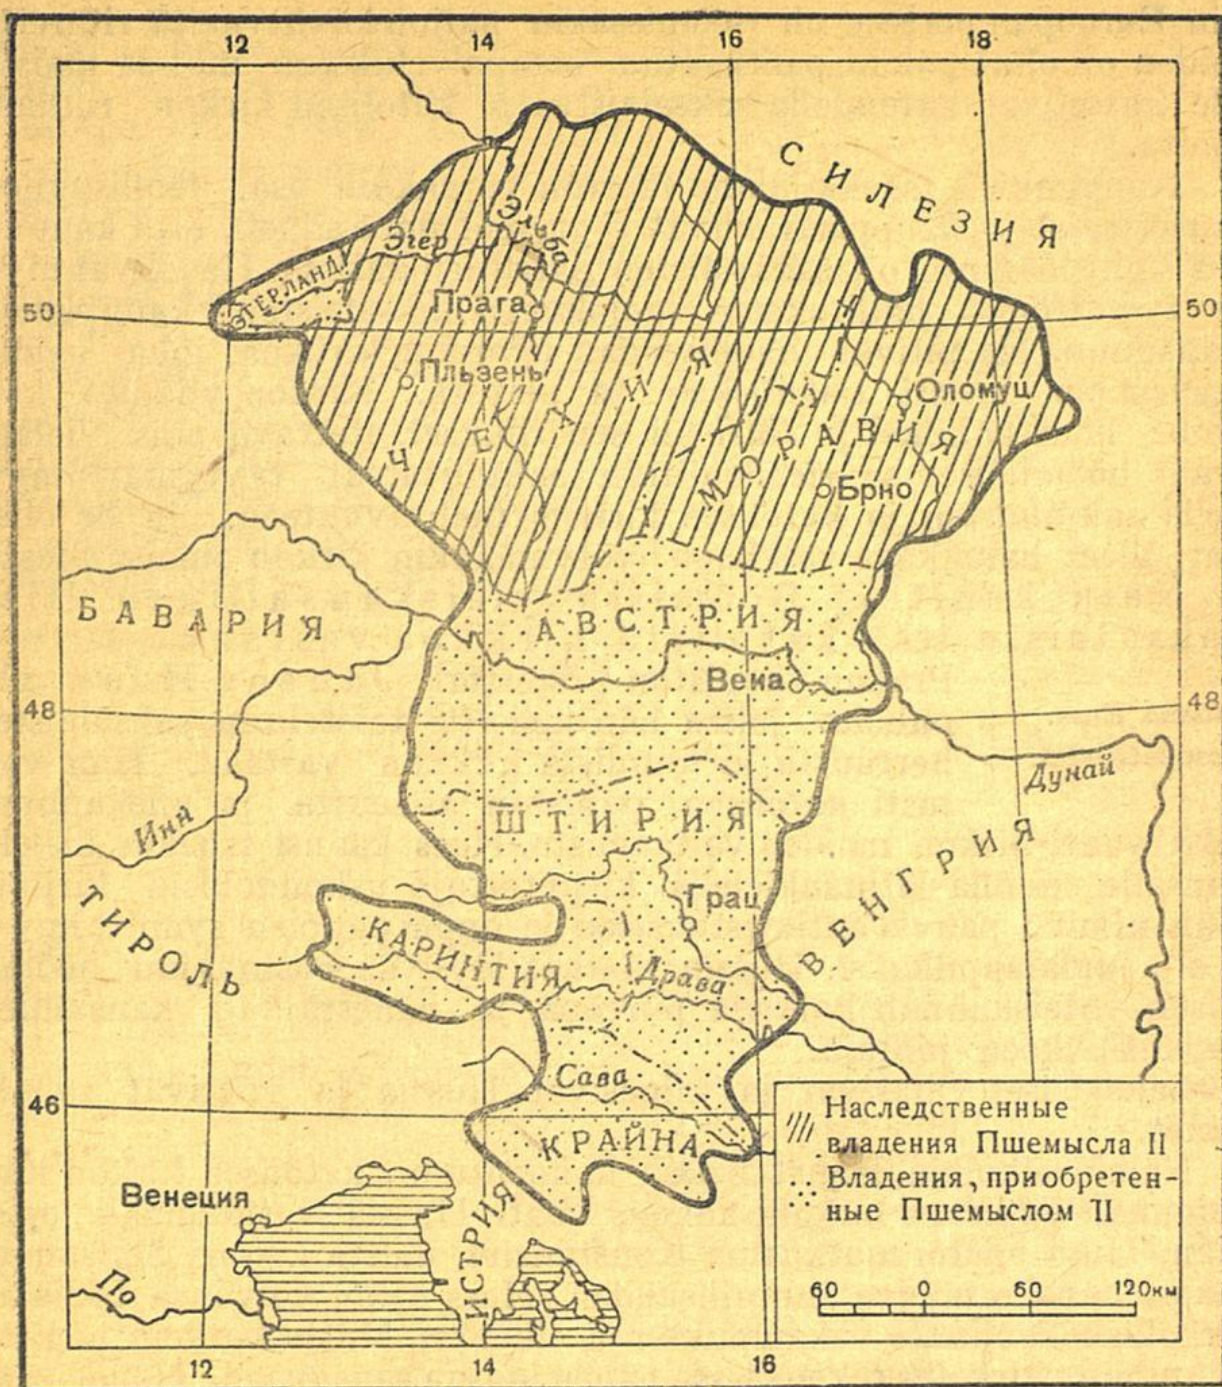 12 14 16 18
СИЛЕЗИЯ
Эльба
Эгер
ЭГЕРЛАНД
50 50
Прага
Пльзень
ЧЕХИЯ
Оломуц
МОРАВИЯ
Брно
БАВАРИЯ
АВСТРИЯ
Вена
48 48
Дунай
Инн
ШТИРИЯ
ВЕНГРИЯ
ТИРОЛЬ
Грац
КАРИНТИЯ
Драва
Сава
46
КРАЙНА
Наследственные
владения Пшемысла II
Владения, приобретен-
ные Пшемыслом II
Венеция
ИСТРИЯ
По
60 0 60 120км
12 14 16